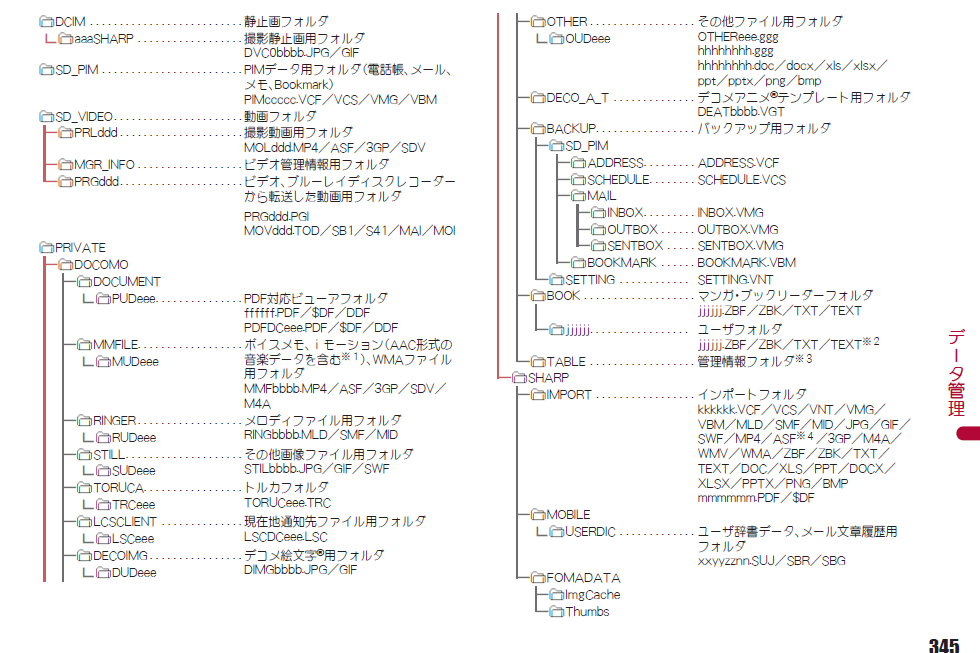 DCIM . . . . . . . . . . . . . . . . . . 静止画フォルダ
aaaSHARP . . . . . . . . . . . . 撮影静止画用フォルダ
DVC0bbbb.JPG／GIF
SD_PIM . . . . . . . . . . . . . . . . PIMデータ用フォルダ（電話帳、メール、
メモ、Bookmark）
PIMccccc.VCF／VCS／VMG／VBM
SD_VIDEO. . . . . . . . . . . . . . 動画フォルダ
PRLddd . . . . . . . . . . . . . . 撮影動画用フォルダ
MOLddd.MP4／ASF／3GP／SDV
MGR_INFO . . . . . . . . . . . . ビデオ管理情報用フォルダ
PRGddd. . . . . . . . . . . . . . ビデオ、ブルーレイディスクレコーダー
から転送した動画用フォルダ
PRGddd.PGI
MOVddd.TOD／SB1／S41／MAI／MOI
PRIVATE
DOCOMO
DOCUMENT
PUDeee. . . . . . . . . . . PDF対応ビューアフォルダ
ffffff.PDF／$DF／DDF
PDFDCeee.PDF／$DF／DDF
MMFILE. . . . . . . . . . . . . ボイスメモ、ｉモーション（AAC形式の
MUDeee 音楽データを含む※1）、WMAファイル
用フォルダ
MMFbbbb.MP4／ASF／3GP／SDV／
M4A
RINGER . . . . . . . . . . . . . メロディファイル用フォルダ
RUDeee RINGbbbb.MLD／SMF／MID
STILL. . . . . . . . . . . . . . . その他画像ファイル用フォルダ
SUDeee STILbbbb.JPG／GIF／SWF
TORUCA. . . . . . . . . . . . トルカフォルダ
TRCeee TORUCeee.TRC
LCSCLIENT . . . . . . . . . . 現在地通知先ファイル用フォルダ
LSCeee LSCDCeee.LSC
DECOIMG. . . . . . . . . . . . デコメ絵文字®用フォルダ
DUDeee DIMGbbbb.JPG／GIF
OTHER . . . . . . . . . . . . . その他ファイル用フォルダ
OUDeee OTHEReee.ggg
hhhhhhhh.ggg
hhhhhhhh.doc／docx／xls／xlsx／
ppt／pptx／png／bmp
DECO_A_T . . . . . . . . . . デコメアニメ®テンプレート用フォルダ
DEATbbbb.VGT
BACKUP. . . . . . . . . . . . バックアップ用フォルダ
SD_PIM
ADDRESS. . . . . . . ADDRESS.VCF
SCHEDULE. . . . . . SCHEDULE.VCS
MAIL
INBOX. . . . . . . . INBOX.VMG
OUTBOX . . . . . OUTBOX.VMG
SENTBOX . . . . . SENTBOX.VMG
BOOKMARK . . . . . . BOOKMARK.VBM
SETTING . . . . . . . . . . SETTING.VNT
BOOK . . . . . . . . . . . . . . マンガ・ブックリーダーフォルダ
jjjjjj.ZBF／ZBK／TXT／TEXT
jjjjjj. . . . . . . . . . . . . . ユーザフォルダ
jjjjjj.ZBF／ZBK／TXT／TEXT※2
TABLE . . . . . . . . . . . . . 管理情報フォルダ※3
SHARP
IMPORT . . . . . . . . . . . . インポートフォルダ
kkkkkk.VCF／VCS／VNT／VMG／
VBM／MLD／SMF／MID／JPG／GIF／
SWF／MP4／ASF※4／3GP／M4A／
WMV／WMA／ZBF／ZBK／TXT／
TEXT／DOC／XLS／PPT／DOCX／
XLSX／PPTX／PNG／BMP
mmmmmm.PDF／$DF
MOBILE
USERDIC . . . . . . . . . . ユーザ辞書データ、メール文章履歴用
フォルダ
xxyyzznn.SUJ／SBR／SBG
FOMADATA
ImgCache
Thumbs
データ管理
345